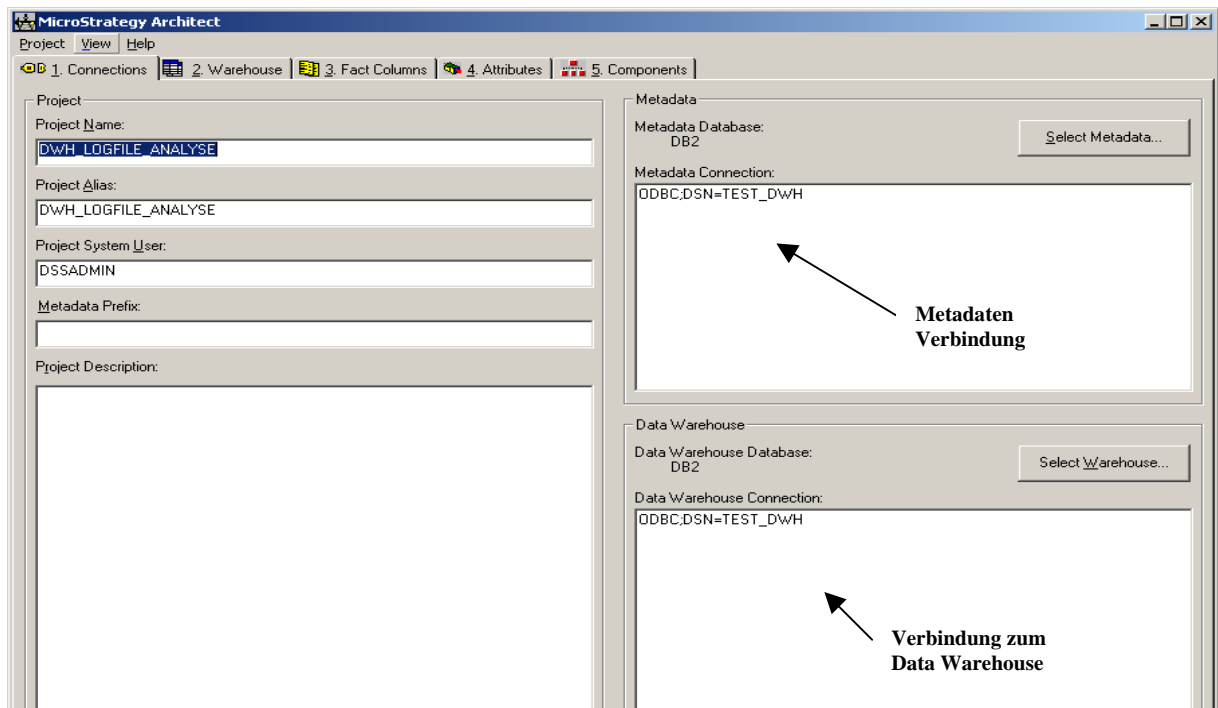 MicroStrategy Architect
Project View Help
1. Connections 2. Warehouse 3. Fact Columns 4. Attributes 5. Components
Project
Project Name:
DWH_LOGFILE_ANALYSE
Project Alias:
DWH_LOGFILE_ANALYSE
Project System User:
DSSADMIN
Metadata Prefix:
Project Description:
Metadata
Metadata Database:
DB2
Select Metadata...
Metadata Connection:
ODBC;DSN=TEST_DWH
Metadaten
Verbindung
Data Warehouse
Data Warehouse Database:
DB2
Select Warehouse...
Data Warehouse Connection:
ODBC;DSN=TEST_DWH
Verbindung zum
Data Warehouse